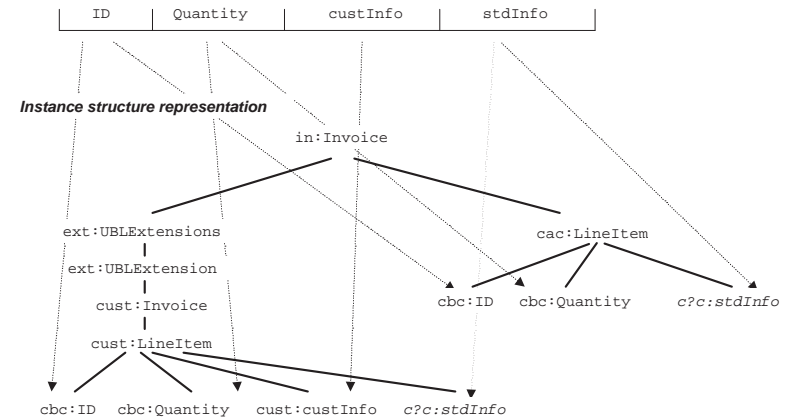 ID Quantity custInfo stdInfo
Instance structure representation
in:Invoice
ext:UBLExtensions cac:LineItem
ext:UBLExtension
cbc:ID cbc:Quantity c?c:stdInfo
cust:Invoice
cust:LineItem
cbc:ID cbc:Quantity cust:custInfo c?c:stdInfo